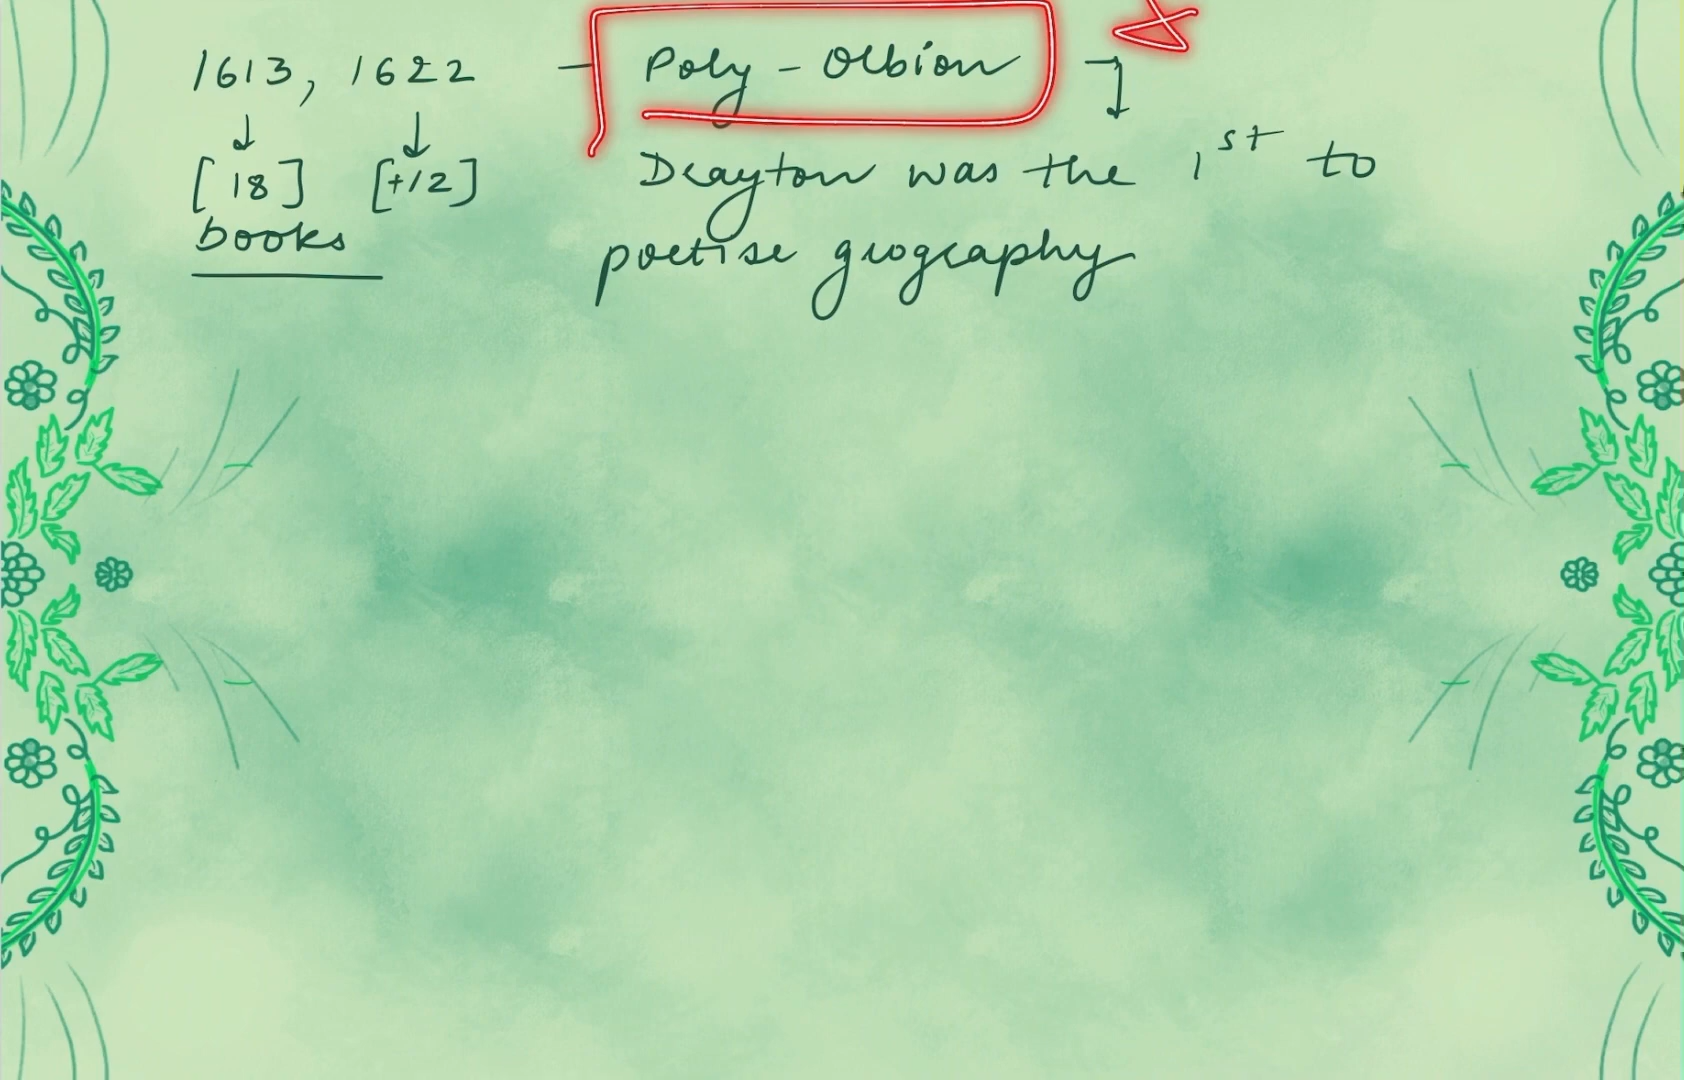 1613, 1622 - Poly-Olbion
[18] [+12] Drayton was the 1st to
books poetise geography